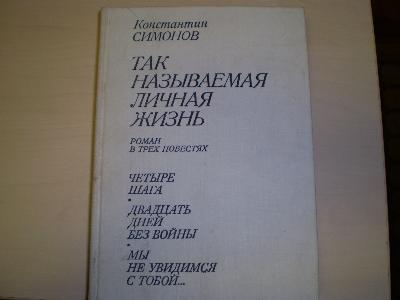 Константин
СИМОНОВ
ТАК
НАЗЫВАЕМАЯ
ЛИЧНАЯ
ЖИЗНЬ
РОМАН
В ТРЕХ ПОВЕСТЯХ
ЧЕТЫРЕ
ШАГА
•
ДВАДЦАТЬ
ДНЕЙ
БЕЗ ВОЙНЫ
•
МЫ
НЕ УВИДИМСЯ
С ТОБОЙ...